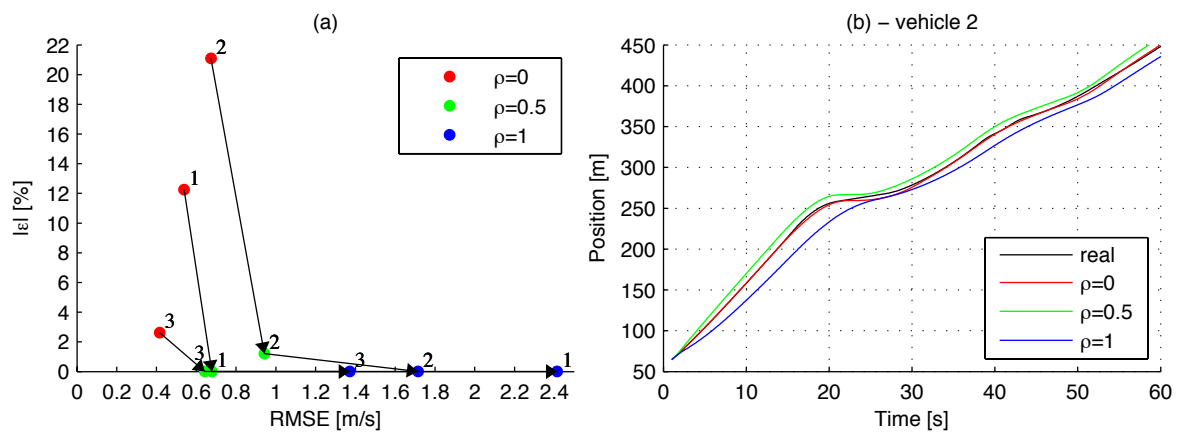 (a)
22
20
18
16
14
12
10
8
6
4
2
0
|ε| [%]
0 0.2 0.4 0.6 0.8 1 1.2 1.4 1.6 1.8 2 2.2 2.4
RMSE [m/s]
ρ=0
ρ=0.5
ρ=1
2
1
3
3
1
2
3
2
1
(b) − vehicle 2
450
400
350
300
250
200
150
100
50
Position [m]
0 10 20 30 40 50 60
Time [s]
real
ρ=0
ρ=0.5
ρ=1